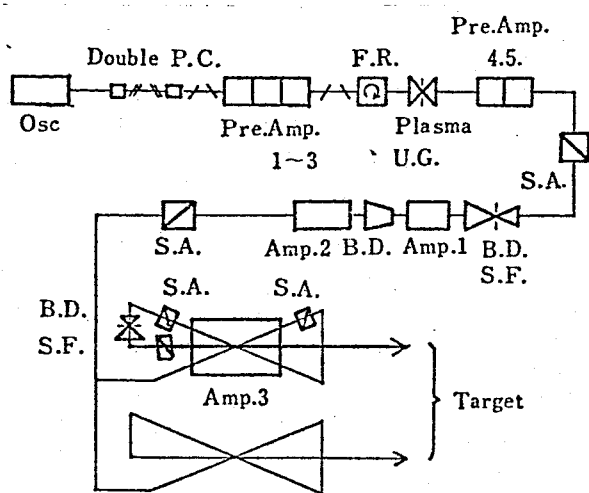 Pre.Amp.
4.5.
Double P.C.
F.R.
Osc
Pre.Amp.
1~3
Plasma
U.G.
S.A.
S.A.
Amp.2
B.D.
Amp.1
B.D.
S.F.
S.A.
S.A.
B.D.
S.F.
Amp.3
Target